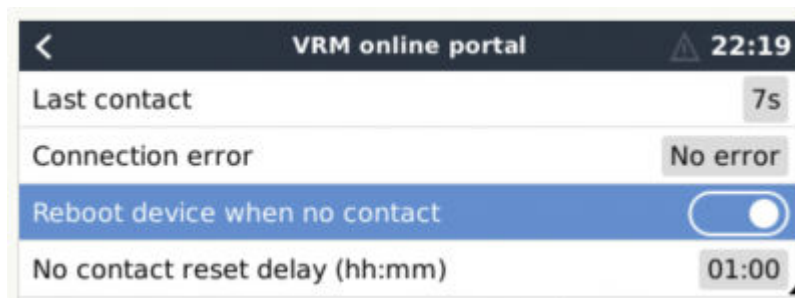 VRM online portal 22:19
Last contact 7s
Connection error No error
Reboot device when no contact
No contact reset delay (hh:mm) 01:00